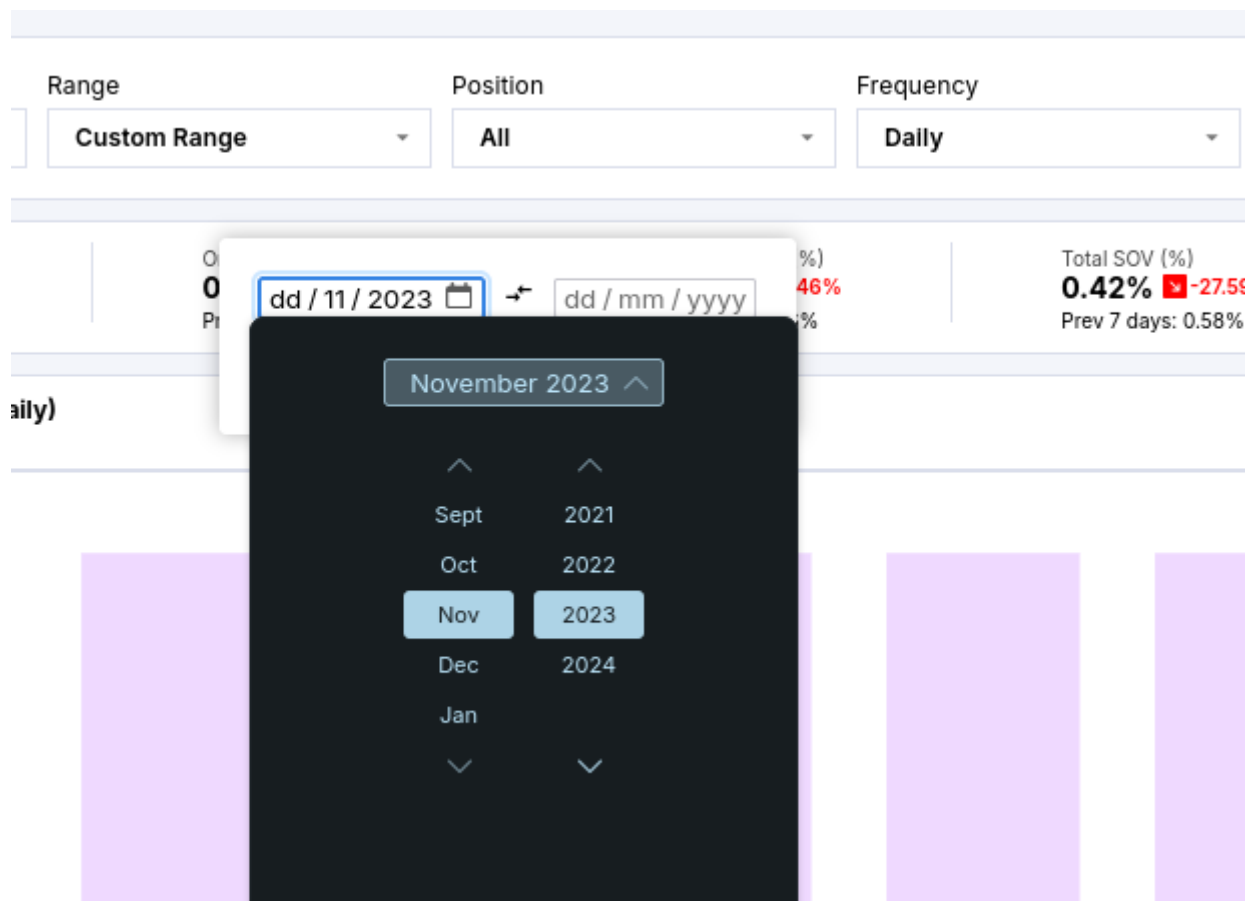 Range
Position
Frequency
Custom Range
All
Daily
%)
Total SOV (%)
dd / 11 / 2023
dd / mm / yyyy
46%
0.42% -27.59
%
Prev 7 days: 0.58%
November 2023
aily)
Sept 2021
Oct 2022
Nov 2023
Dec 2024
Jan